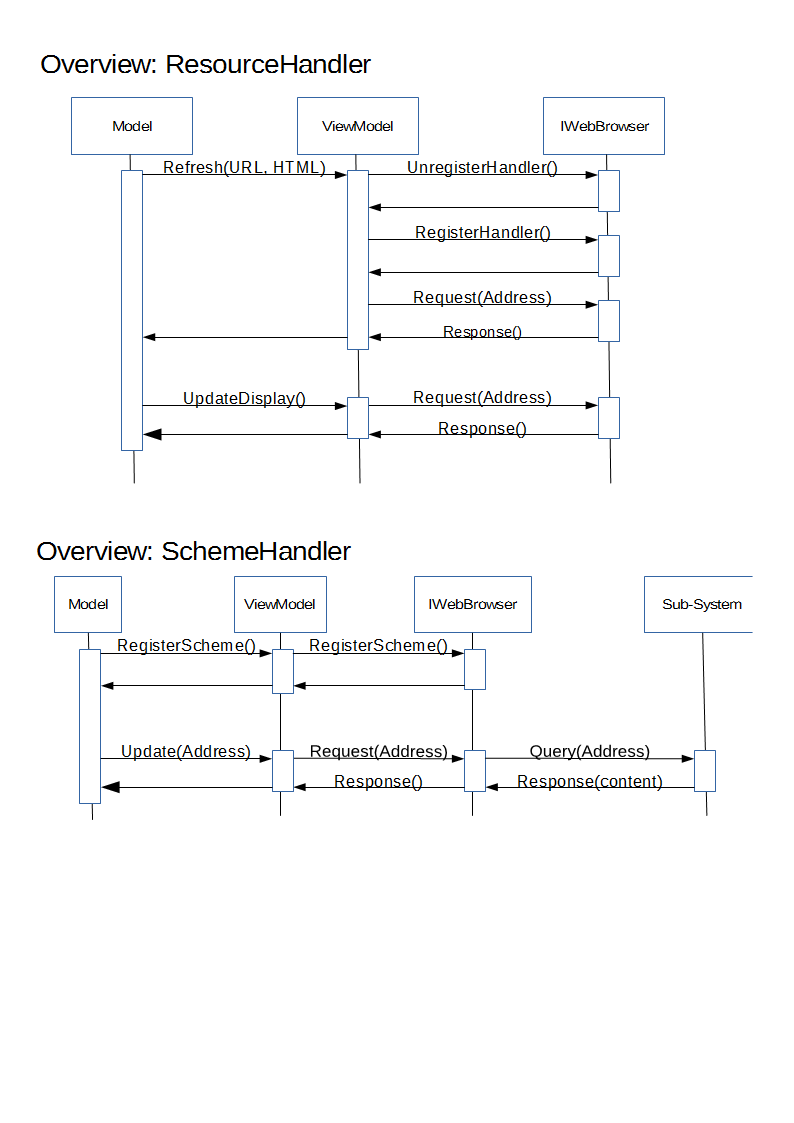 Overview: ResourceHandler
Model
ViewModel
IWebBrowser
Refresh(URL, HTML)
UnregisterHandler()
RegisterHandler()
Request(Address)
Response()
UpdateDisplay()
Request(Address)
Response()
Overview: SchemeHandler
Model
ViewModel
IWebBrowser
Sub-System
RegisterScheme()
RegisterScheme()
Update(Address)
Request(Address)
Query(Address)
Response()
Response(content)